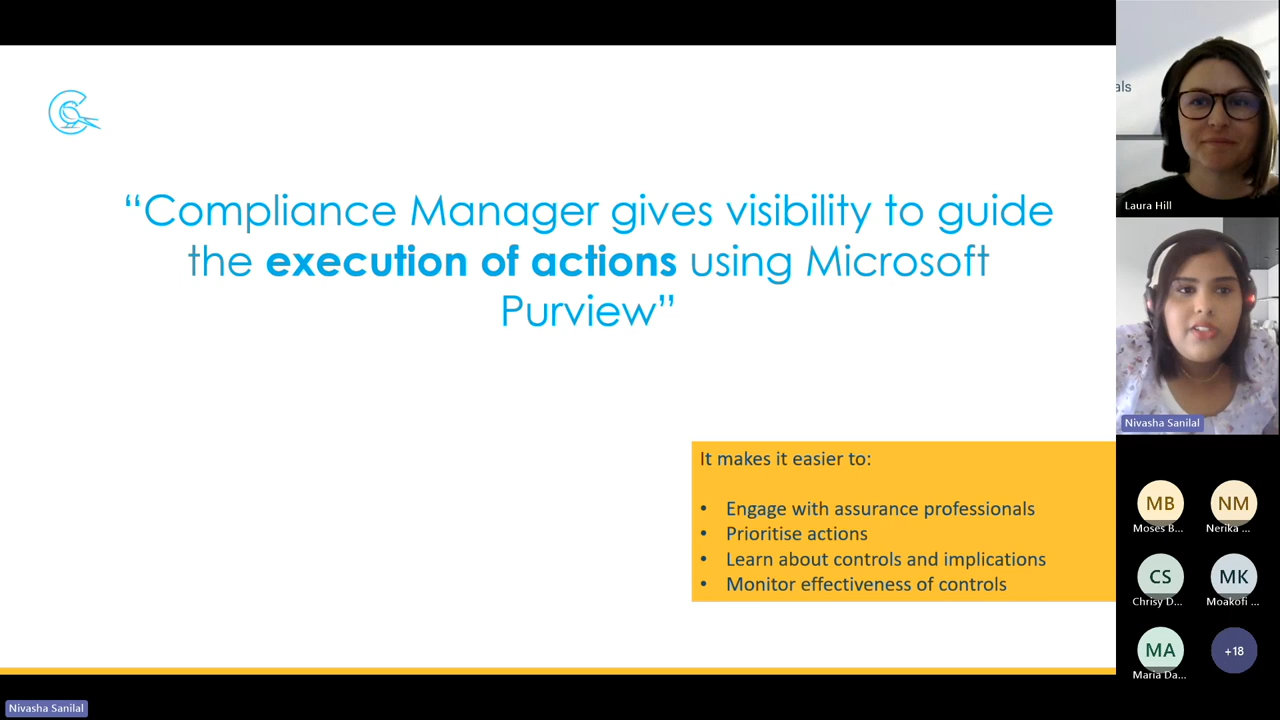 “Compliance Manager gives visibility to guide
the execution of actions using Microsoft
Purview”
It makes it easier to:
• Engage with assurance professionals
• Prioritise actions
• Learn about controls and implications
• Monitor effectiveness of controls
als
Laura Hill
Nivasha Sanilal
MB
Moses B...
NM
Nerika ...
CS
Chrisy D...
MK
Moakofi ...
MA
Maria Da...
+18
Nivasha Sanilal